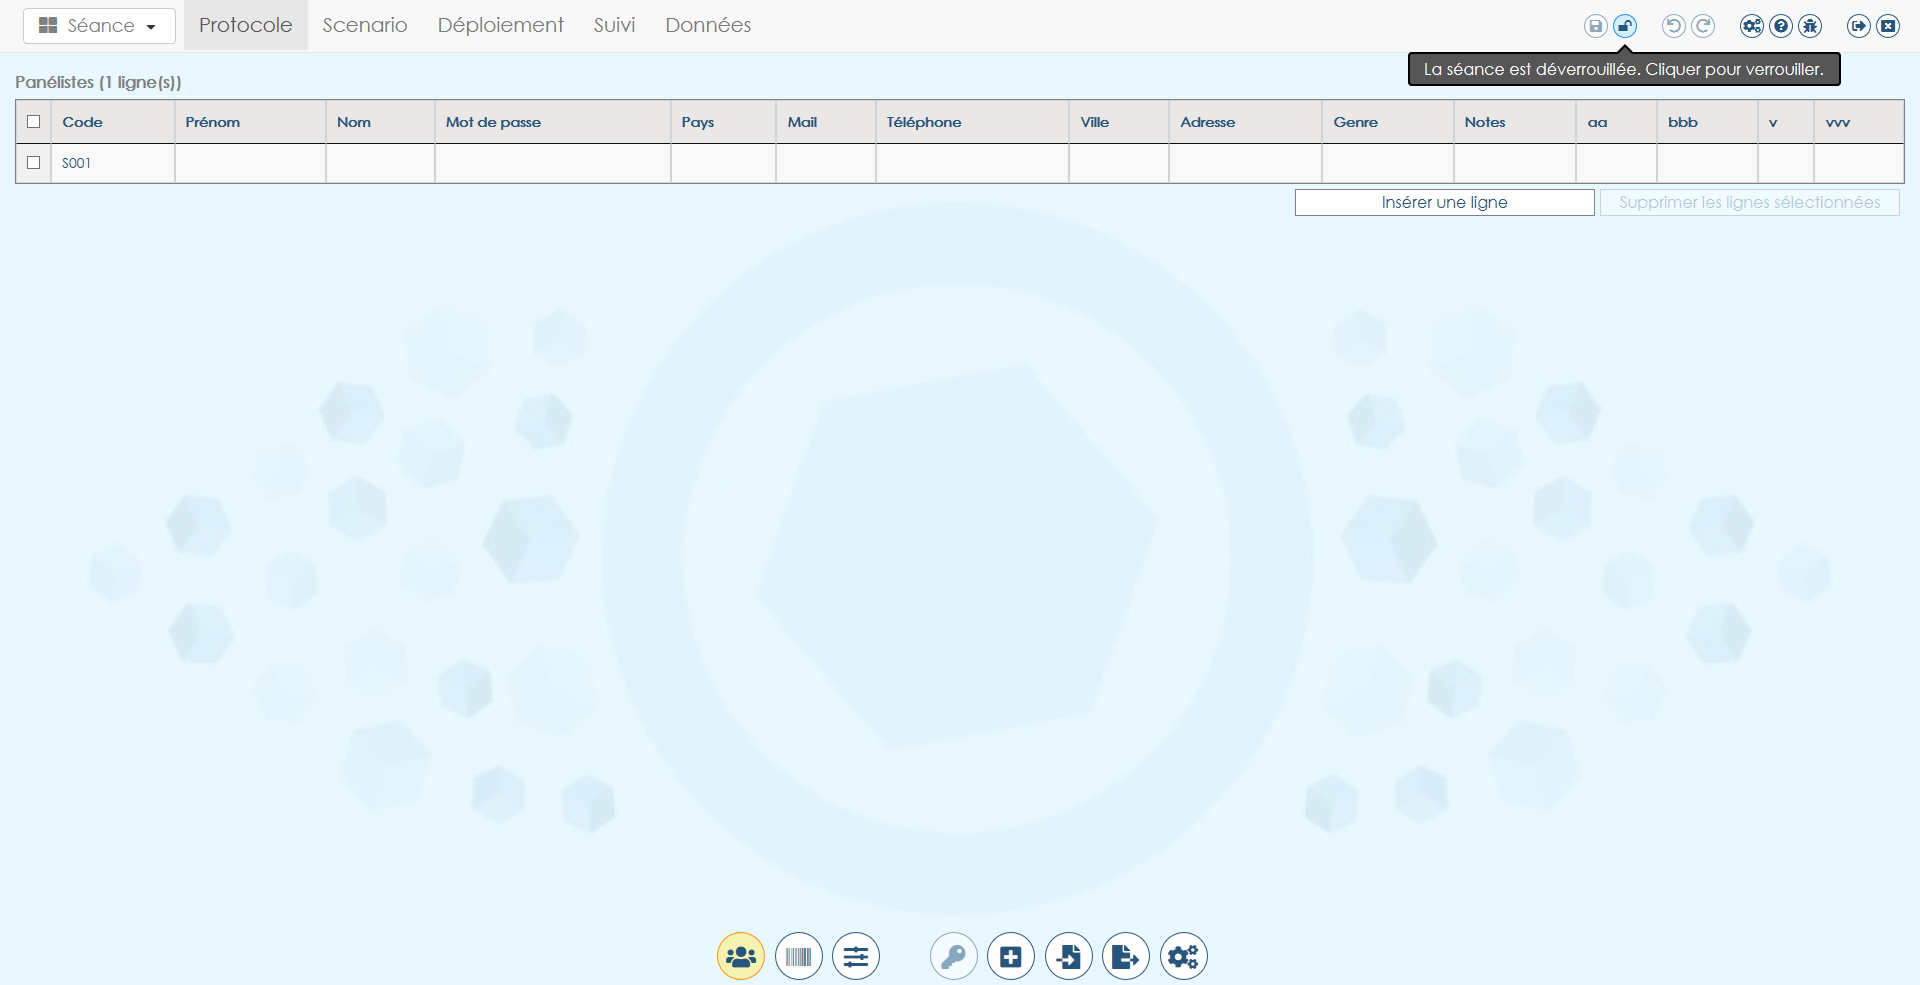 Séance Protocole Scenario Déploiement Suivi Données
La séance est déverrouillée. Cliquer pour verrouiller.
Panélistes (1 ligne(s))
Code Prénom Nom Mot de passe Pays Mail Téléphone Ville Adresse Genre Notes aa bbb v vvv
S001
Insérer une ligne Supprimer les lignes sélectionnées